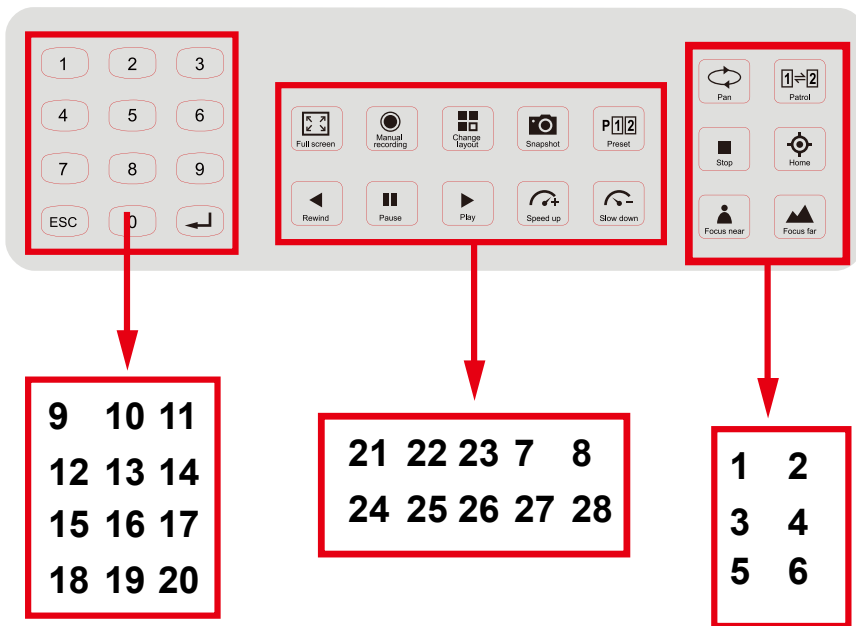 1 2 3
4 5 6
7 8 9
ESC 0
Full screen
Manual
recording
Change
layout
Snapshot
P12
Preset
Rewind
Pause
Play
Speed up
Slow down
Pan
1⇌2
Patrol
Stop
Home
Focus near
Focus far
9 10 11
12 13 14
15 16 17
18 19 20
21 22 23 7 8
24 25 26 27 28
1 2
3 4
5 6